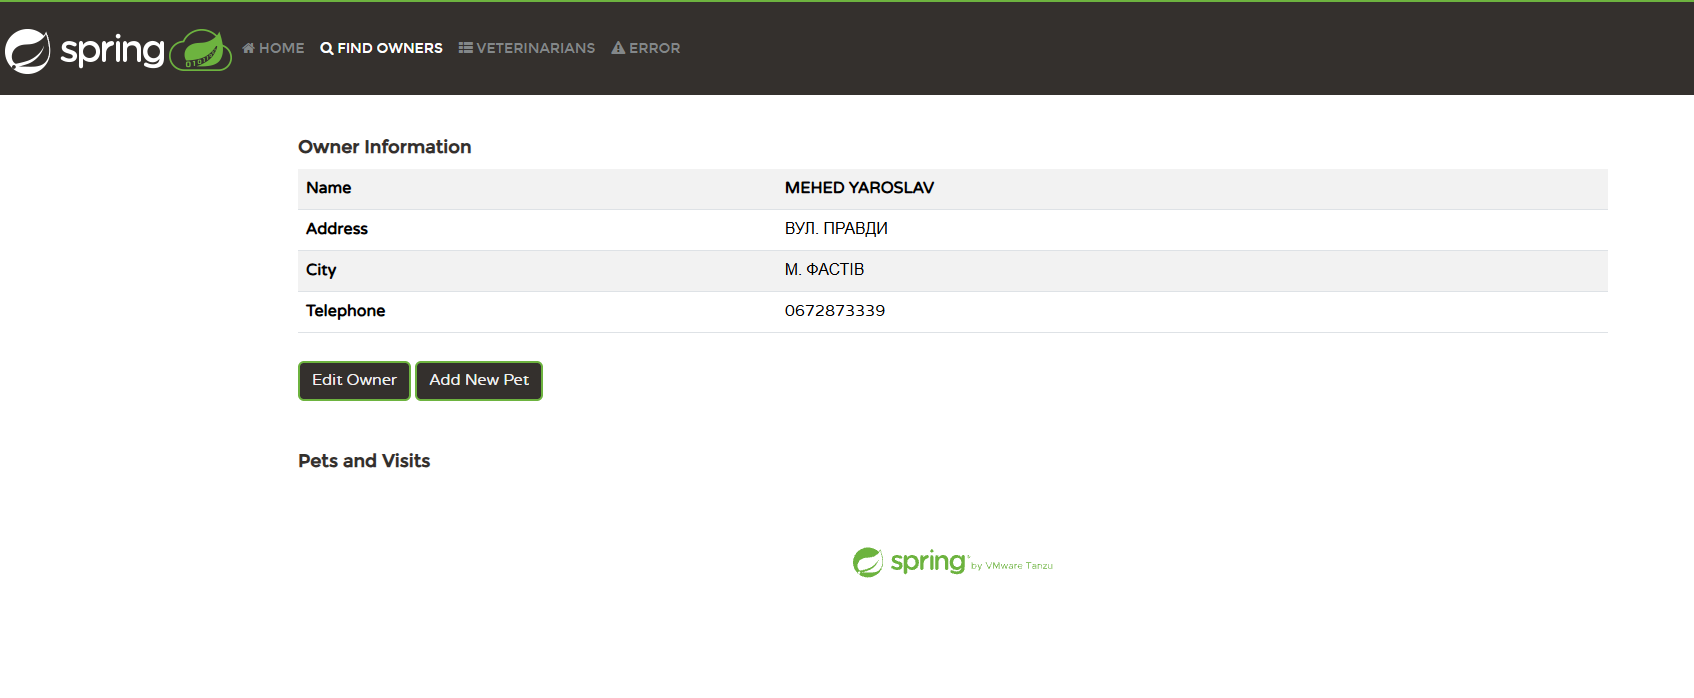 spring HOME FIND OWNERS VETERINARIANS ERROR
Owner Information
Name MEHED YAROSLAV
Address ВУЛ. ПРАВДИ
City М. ФАСТІВ
Telephone 0672873339
Edit Owner Add New Pet
Pets and Visits
spring by VMware Tanzu